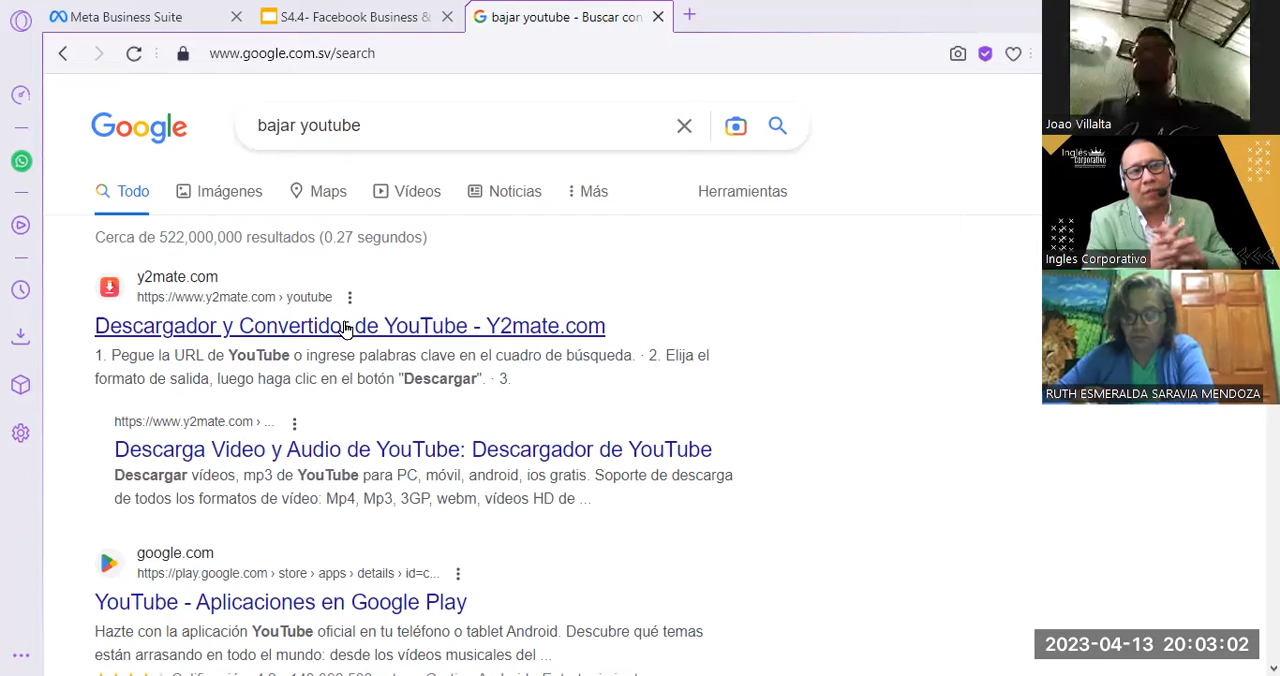 Meta Business Suite
S4.4- Facebook Business &
bajar youtube - Buscar con
www.google.com.sv/search
Google
bajar youtube
Todo
Imágenes
Maps
Vídeos
Noticias
Más
Herramientas
Cerca de 522,000,000 resultados (0.27 segundos)
y2mate.com
https://www.y2mate.com › youtube
Descargador y Convertido de YouTube - Y2mate.com
1. Pegue la URL de YouTube o ingrese palabras clave en el cuadro de búsqueda. · 2. Elija el
formato de salida, luego haga clic en el botón "Descargar". · 3.
https://www.y2mate.com › ...
Descarga Video y Audio de YouTube: Descargador de YouTube
Descargar vídeos, mp3 de YouTube para PC, móvil, android, ios gratis. Soporte de descarga
de todos los formatos de vídeo: Mp4, Mp3, 3GP, webm, vídeos HD de ...
google.com
https://play.google.com › store › apps › details › id=c...
YouTube - Aplicaciones en Google Play
Hazte con la aplicación YouTube oficial en tu teléfono o tablet Android. Descubre qué temas
están arrasando en todo el mundo: desde los vídeos musicales del ...
Joao Villalta
Inglés
Corporativo
Ingles Corporativo
RUTH ESMERALDA SARAVIA MENDOZA
2023-04-13 20:03:02